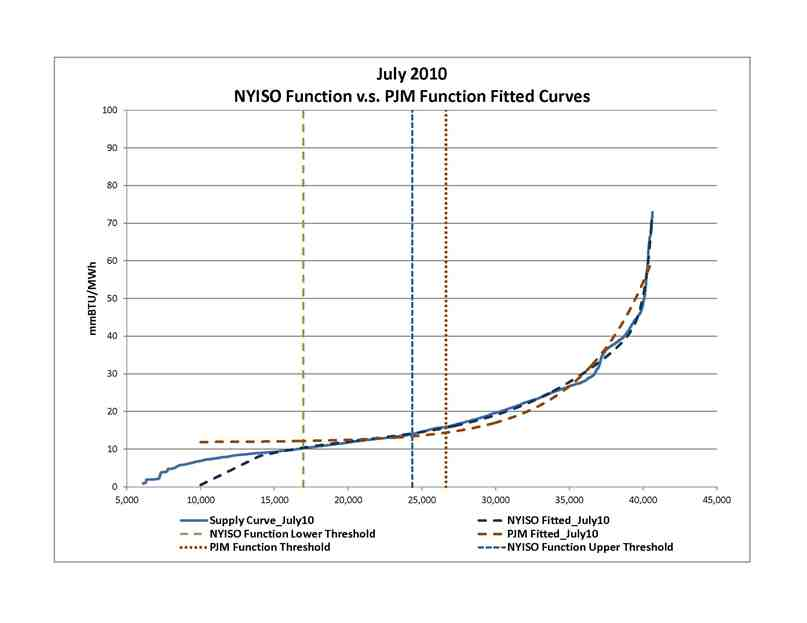 July 2010
NYISO Function v.s. PJM Function Fitted Curves
100
90
80
70
60
50
40
30
20
10
0
mmBTU/MWh
5,000 10,000 15,000 20,000 25,000 30,000 35,000 40,000 45,000
Supply Curve_July10 NYISO Fitted_July10
NYISO Function Lower Threshold PJM Fitted_July10
PJM Function Threshold NYISO Function Upper Threshold